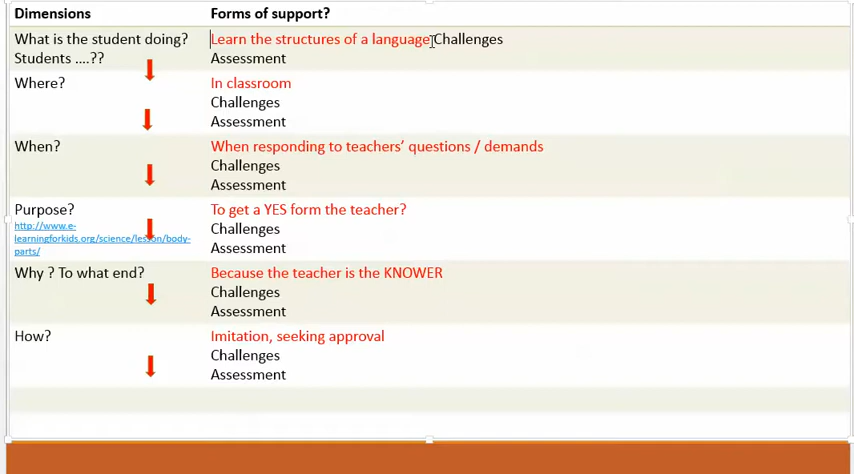 Dimensions Forms of support?
What is the student doing? Learn the structures of a language Challenges
Students ....?? Assessment
Where? In classroom
Challenges
Assessment
When? When responding to teachers' questions / demands
Challenges
Assessment
Purpose? To get a YES form the teacher?
http://www.e- Challenges
learningforkids.org/science/lesson/body- Assessment
parts/
Why ? To what end? Because the teacher is the KNOWER
Challenges
Assessment
How? Imitation, seeking approval
Challenges
Assessment